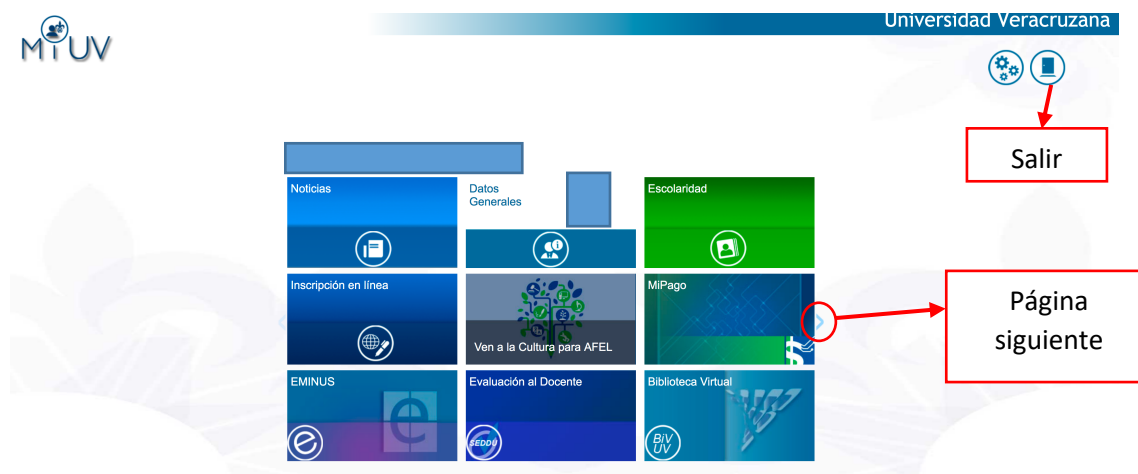 Universidad Veracruzana
MiUV
Salir
Noticias
Datos
Generales
Escolaridad
Inscripción en línea
Ven a la Cultura para AFEL
MiPago
$
Página
siguiente
EMINUS
e
e
Evaluación al Docente
SEDDU
Biblioteca Virtual
BiV
UV